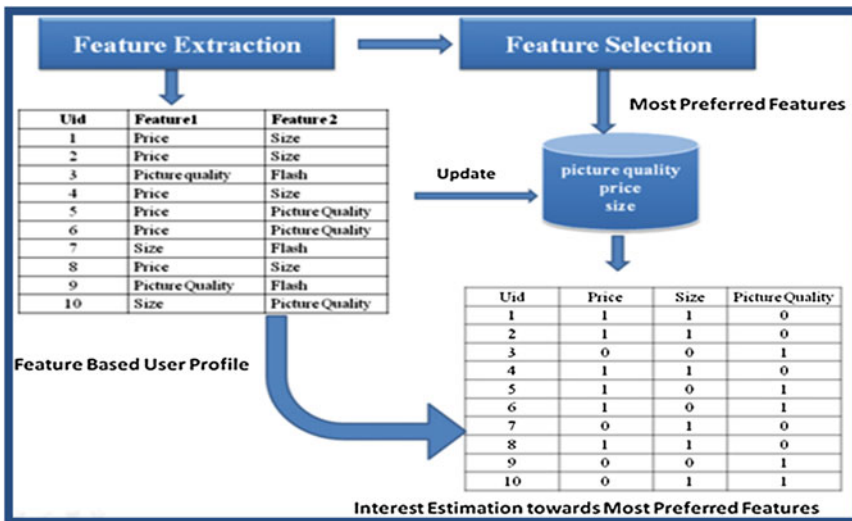 Feature Extraction
Feature Selection
Most Preferred Features
Uid Feature1 Feature2
1 Price Size
2 Price Size
3 Picture quality Flash
4 Price Size
5 Price Picture Quality
6 Price Picture Quality
7 Size Flash
8 Price Size
9 Picture Quality Flash
10 Size Picture Quality
Update
picture quality
price
size
Feature Based User Profile
Uid Price Size Picture Quality
1 1 1 0
2 1 1 0
3 0 0 1
4 1 1 0
5 1 0 1
6 1 0 1
7 0 1 0
8 1 1 0
9 0 0 1
10 0 1 1
Interest Estimation towards Most Preferred Features